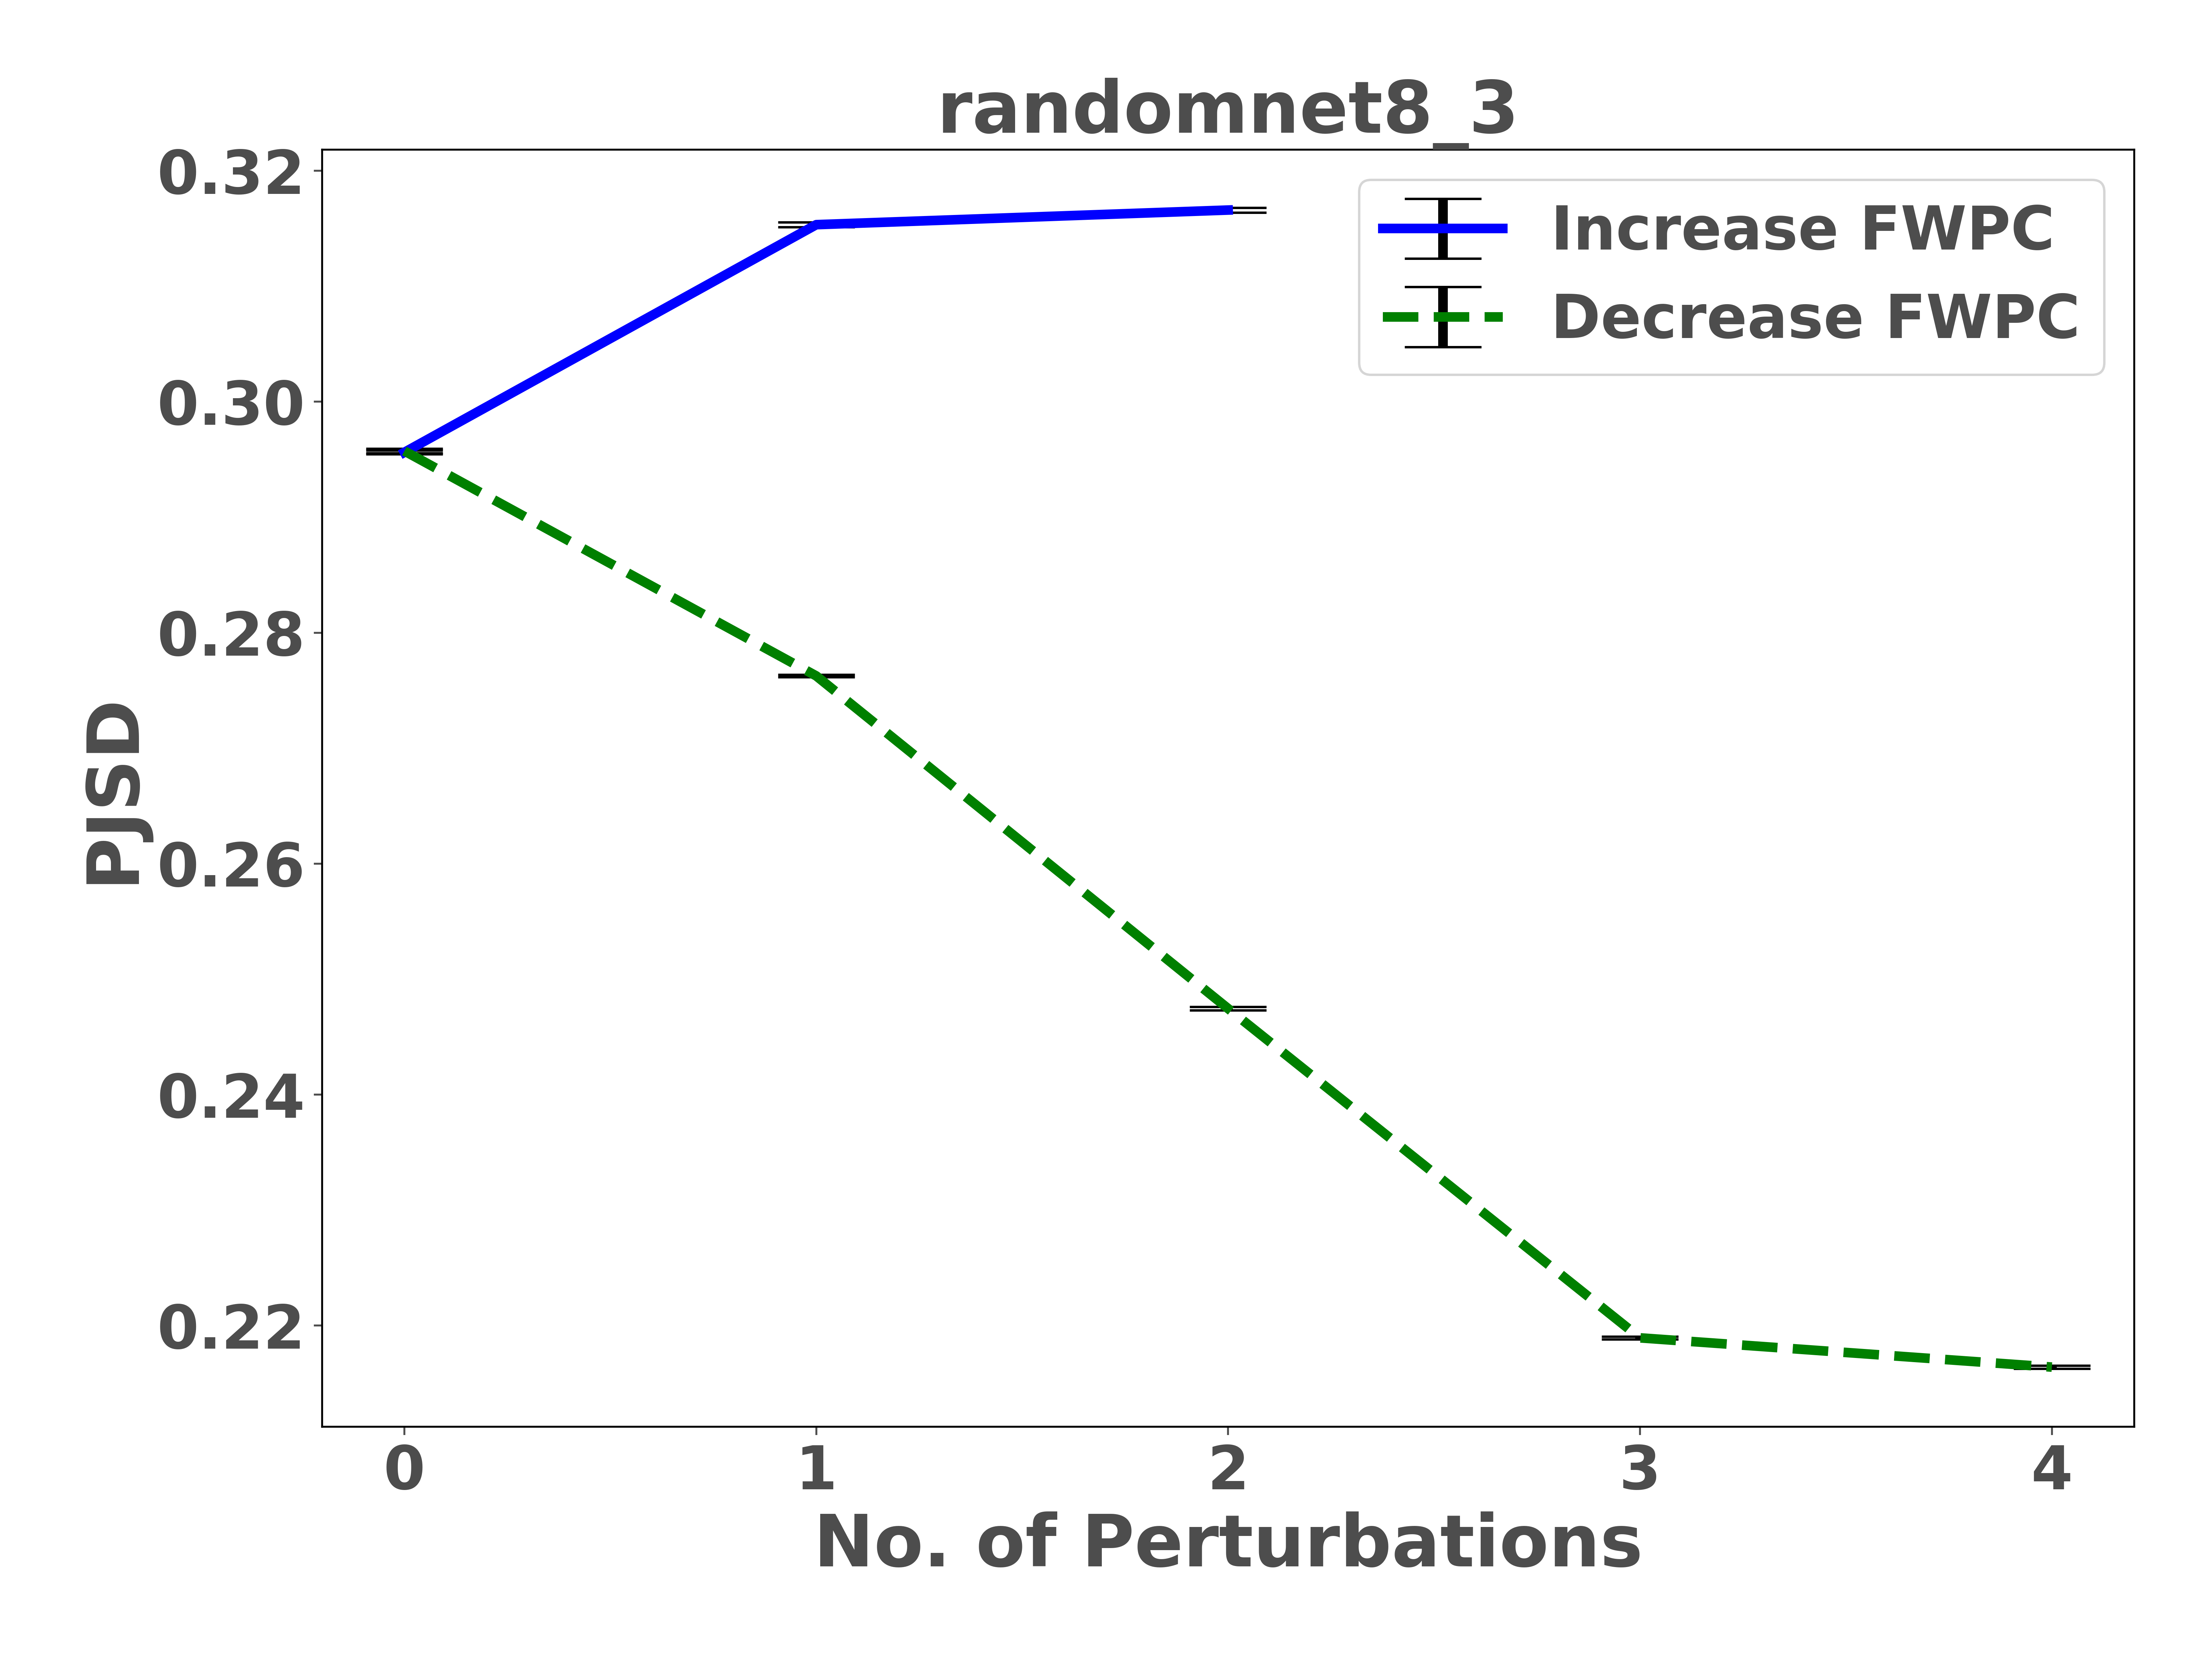 randomnet8_3
0.32
0.30
0.28
0.26
0.24
0.22
PJSD
Increase FWPC
Decrease FWPC
0 1 2 3 4
No. of Perturbations